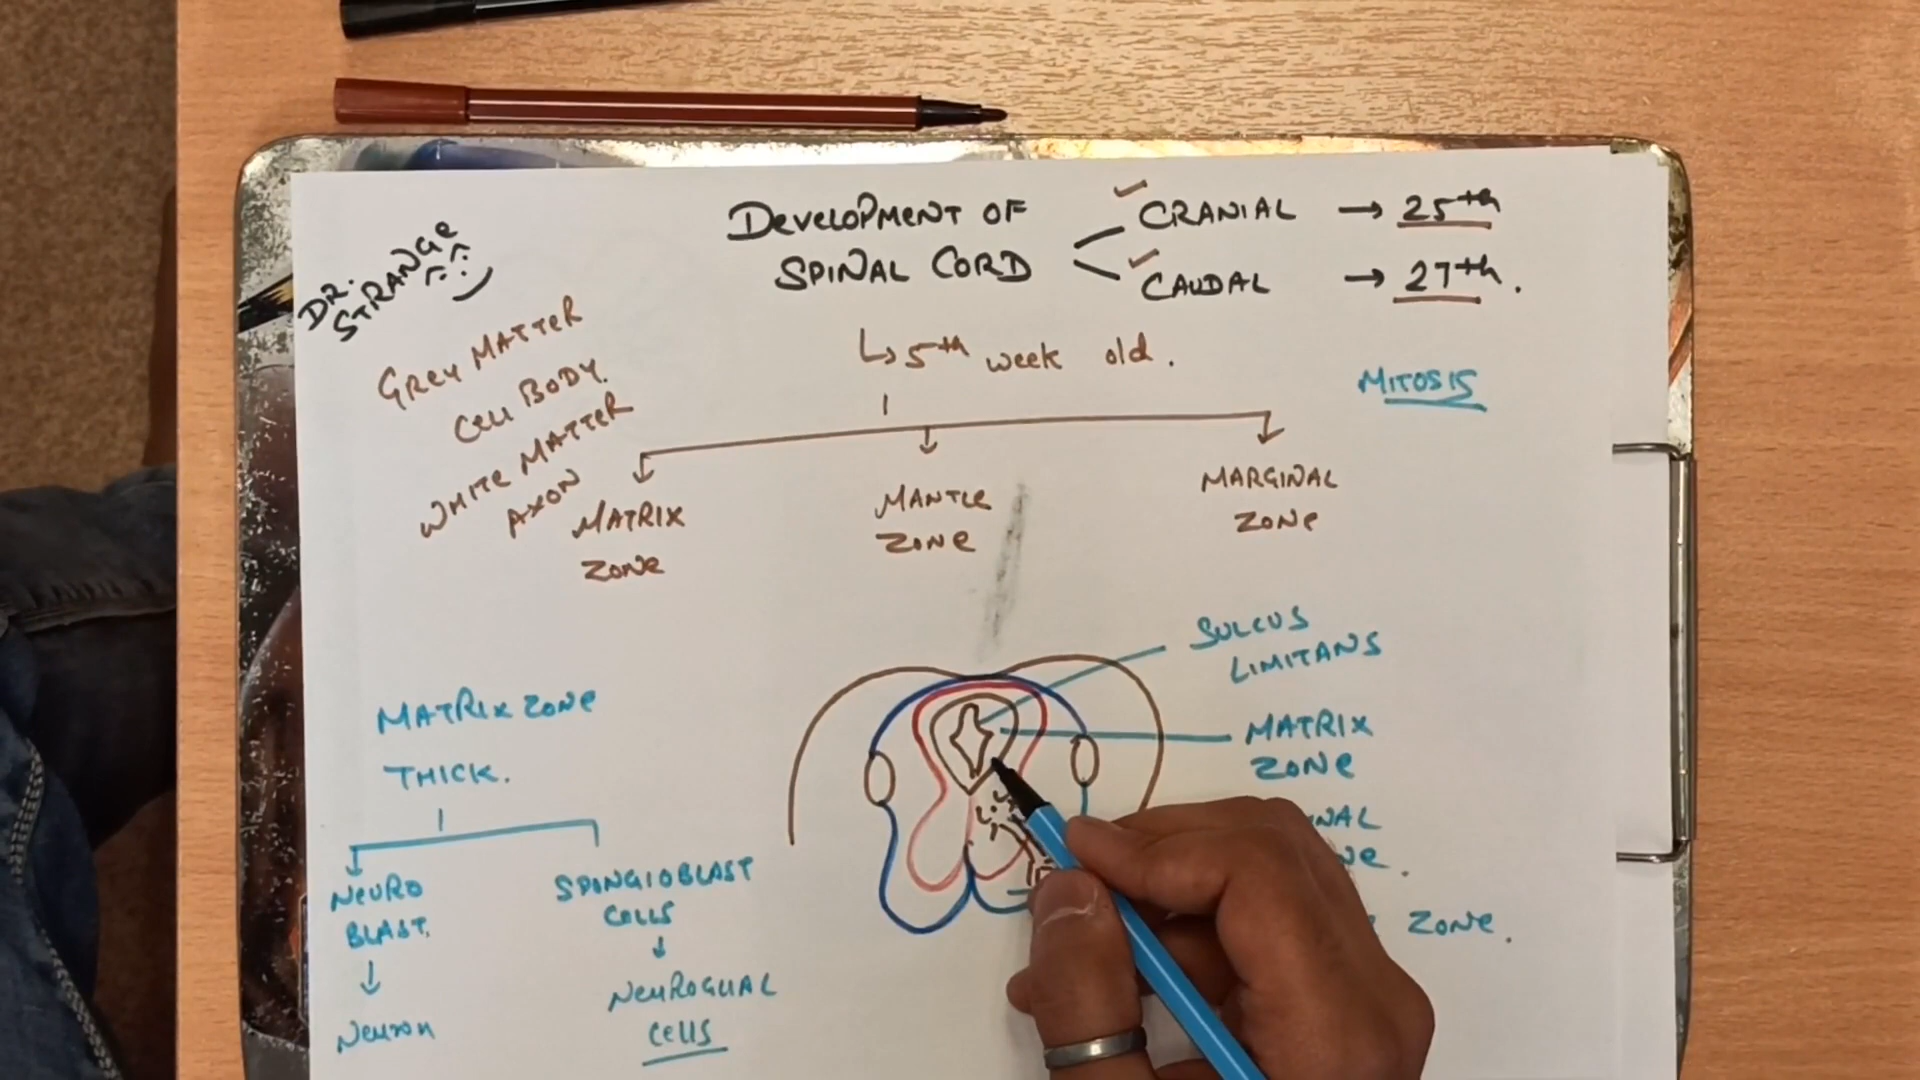 DR.
STRANGE
DEVELOPMENT OF
SPINAL CORD
CRANIAL → 25th
CAUDAL → 27th.
↳ 5th week old.
MITOSIS
GREY MATTER
CELL BODY.
WHITE MATTER
AXON
MATRIX
ZONE
MANTLE
ZONE
MARGINAL
ZONE
SULCUS
LIMITANS
MATRIX
ZONE
ZONE.
MATRIX ZONE
THICK.
NEURO
BLAST.
↓
NEURON
SPONGIOBLAST
CELLS
↓
NEUROGLIAL
CELLS